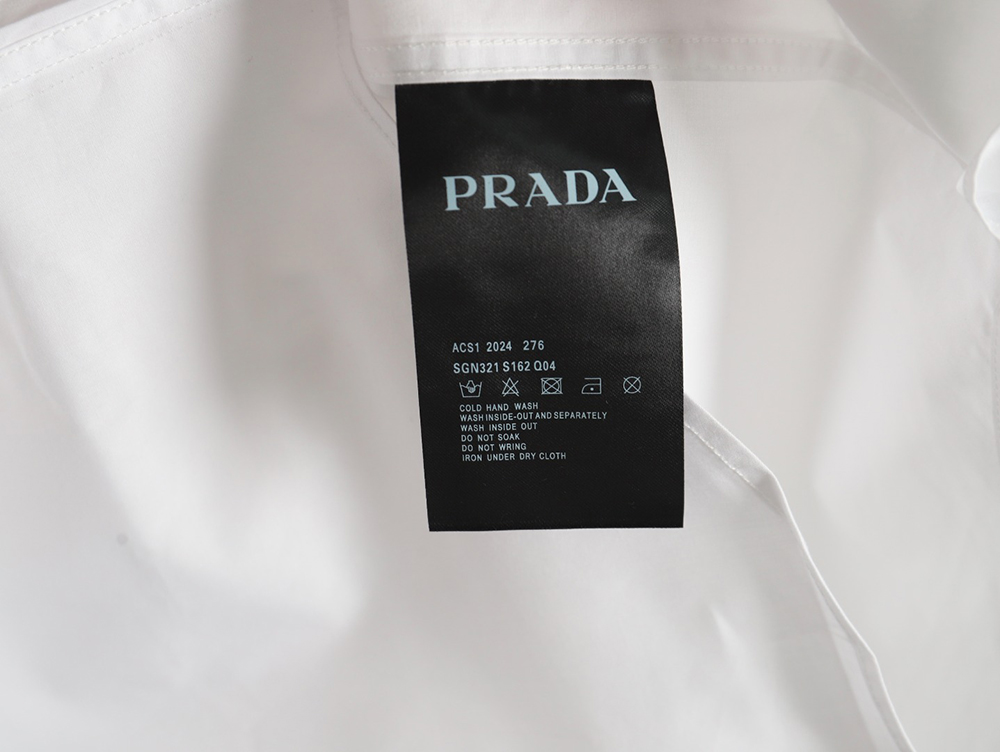 PRADA
ACS1 2024 276
SGN321 S162 Q04
COLD HAND WASH
WASH INSIDE-OUT AND SEPARATELY
WASH INSIDE OUT
DO NOT SOAK
DO NOT WRING
IRON UNDER DRY CLOTH